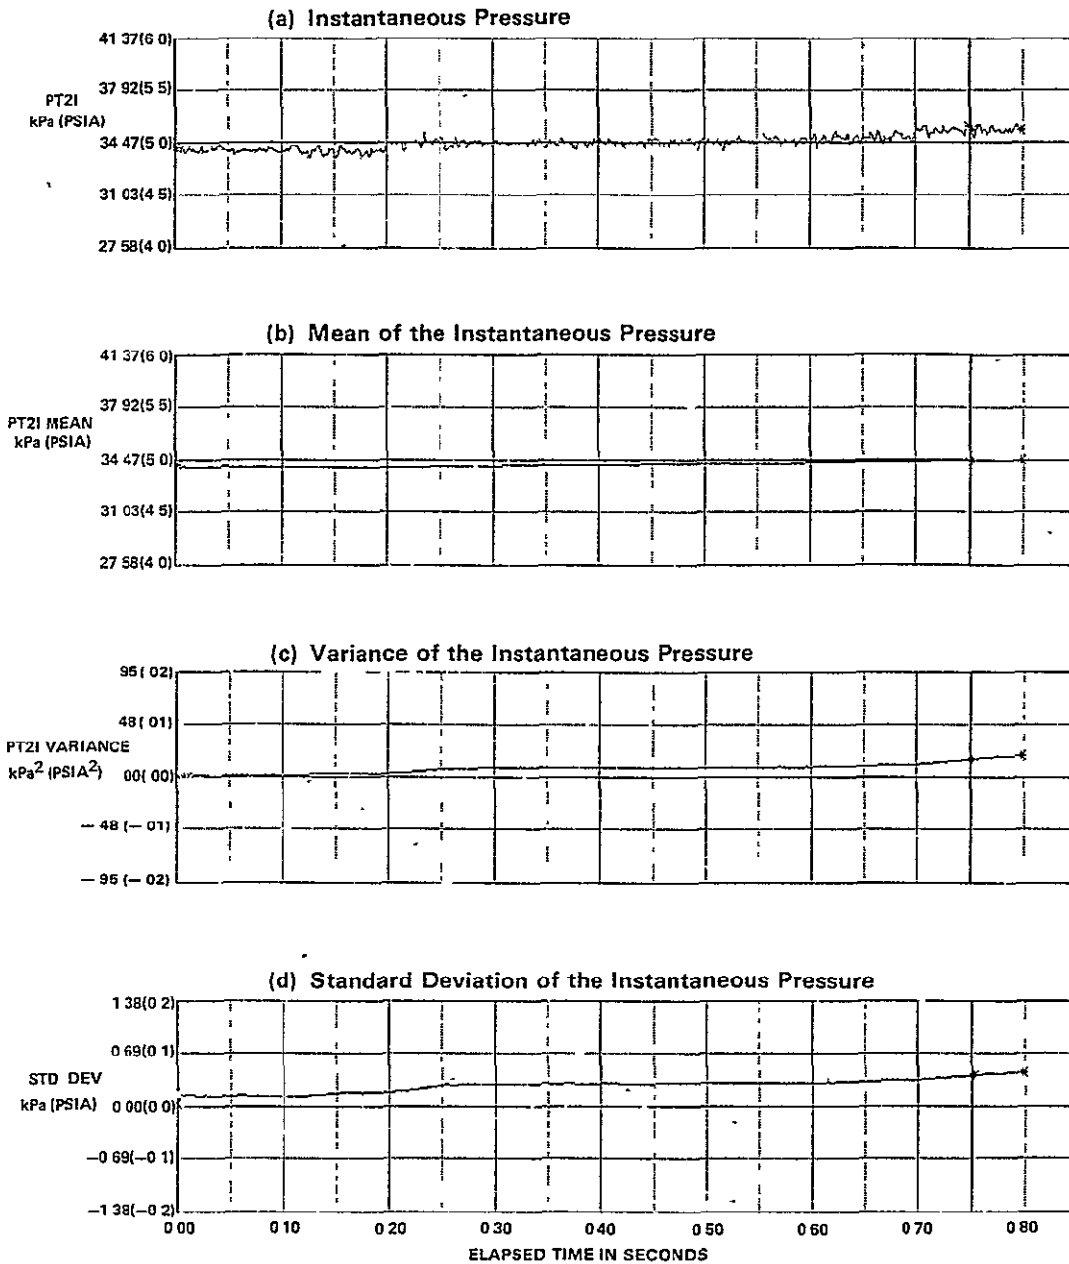 (a) Instantaneous Pressure
41 37(6 0)
37 92(5 5)
PT2I
kPa (PSIA)
34 47(5 0)
31 03(4 5)
27 58(4 0)
(b) Mean of the Instantaneous Pressure
41 37(6 0)
37 92(5 5)
PT2I MEAN
kPa (PSIA)
34 47(5 0)
31 03(4 5)
27 58(4 0)
(c) Variance of the Instantaneous Pressure
95( 02)
48( 01)
PT2I VARIANCE
kPa² (PSIA²)
00( 00)
— 48 (— 01)
— 95 (— 02)
(d) Standard Deviation of the Instantaneous Pressure
1 38(0 2)
0 69(0 1)
STD DEV
kPa (PSIA)
0 00(0 0)
—0 69(—0 1)
—1 38(—0 2)
0 00 0 10 0 20 0 30 0 40 0 50 0 60 0 70 0 80
ELAPSED TIME IN SECONDS